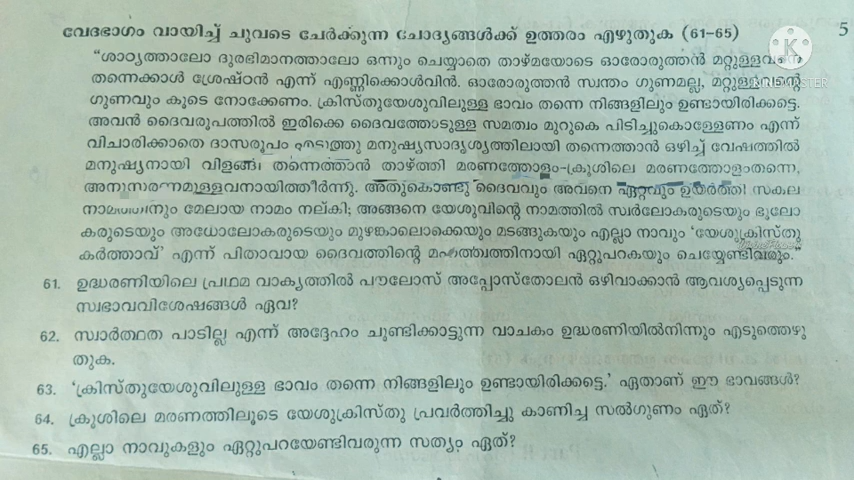 വേദഭാഗം വായിച്ച് ചുവടെ ചേർക്കുന്ന ചോദ്യങ്ങൾക്ക് ഉത്തരം എഴുതുക (61-65) 5
"ശാഠ്യത്താലോ ദുരഭിമാനത്താലോ ഒന്നും ചെയ്യാതെ താഴ്മയോടെ ഓരോരുത്തൻ മറ്റുള്ളവനെ
തന്നെക്കാൾ ശ്രേഷ്ഠൻ എന്ന് എണ്ണിക്കൊൾവിൻ. ഓരോരുത്തൻ സ്വന്തം ഗുണമല്ല, മറ്റുള്ളവന്റെ
ഗുണവും കൂടെ നോക്കേണം. ക്രിസ്തുയേശുവിലുള്ള ഭാവം തന്നെ നിങ്ങളിലും ഉണ്ടായിരിക്കട്ടെ.
അവൻ ദൈവരൂപത്തിൽ ഇരിക്കെ ദൈവത്തോടുള്ള സമത്വം മുറുകെ പിടിച്ചുകൊള്ളേണം എന്ന്
വിചാരിക്കാതെ ദാസരൂപം എടുത്തു മനുഷ്യസാദൃശ്യത്തിലായി തന്നെത്താൻ ഒഴിച്ച് വേഷത്തിൽ
മനുഷ്യനായി വിളങ്ങി തന്നെത്താൻ താഴ്ത്തി മരണത്തോളം-ക്രൂശിലെ മരണത്തോളംതന്നെ,
അനുസരണമുള്ളവനായിത്തീർന്നു. അതുകൊണ്ടു ദൈവവും അവനെ ഏറ്റവും ഉയർത്തി സകല
നാമത്തിനും മേലായ നാമം നല്കി; അങ്ങനെ യേശുവിന്റെ നാമത്തിൽ സ്വർലോകരുടെയും ഭൂലോ
കരുടെയും അധോലോകരുടെയും മുഴങ്കാലൊക്കെയും മടങ്ങുകയും എല്ലാ നാവും 'യേശുക്രിസ്തു
കർത്താവ്' എന്ന് പിതാവായ ദൈവത്തിന്റെ മഹത്ത്വത്തിനായി ഏറ്റുപറകയും ചെയ്യേണ്ടിവരും."
61. ഉദ്ധരണിയിലെ പ്രഥമ വാക്യത്തിൽ പൗലോസ് അപ്പോസ്തോലൻ ഒഴിവാക്കാൻ ആവശ്യപ്പെടുന്ന
സ്വഭാവവിശേഷങ്ങൾ ഏവ?
62. സ്വാർത്ഥത പാടില്ല എന്ന് അദ്ദേഹം ചൂണ്ടിക്കാട്ടുന്ന വാചകം ഉദ്ധരണിയിൽനിന്നും എടുത്തെഴു
തുക.
63. 'ക്രിസ്തുയേശുവിലുള്ള ഭാവം തന്നെ നിങ്ങളിലും ഉണ്ടായിരിക്കട്ടെ.' ഏതാണ് ഈ ഭാവങ്ങൾ?
64. ക്രൂശിലെ മരണത്തിലൂടെ യേശുക്രിസ്തു പ്രവർത്തിച്ചു കാണിച്ച സൽഗുണം ഏത്?
65. എല്ലാ നാവുകളും ഏറ്റുപറയേണ്ടിവരുന്ന സത്യം ഏത്?